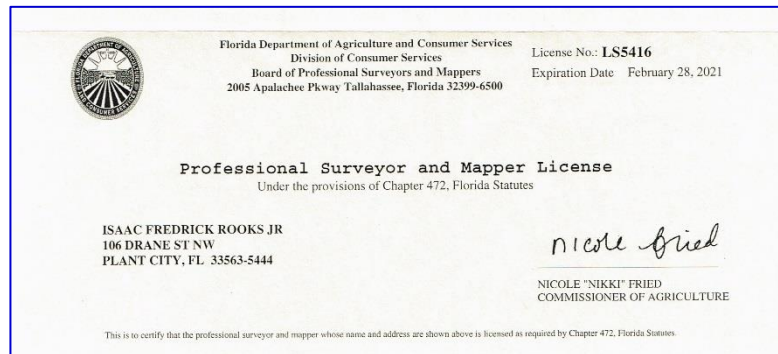 Florida Department of Agriculture and Consumer Services
Division of Consumer Services
Board of Professional Surveyors and Mappers
2005 Apalachee Pkway Tallahassee, Florida 32399-6500
License No.: LS5416
Expiration Date February 28, 2021
Professional Surveyor and Mapper License
Under the provisions of Chapter 472, Florida Statutes
ISAAC FREDRICK ROOKS JR
106 DRANE ST NW
PLANT CITY, FL 33563-5444
nicole fried
NICOLE "NIKKI" FRIED
COMMISSIONER OF AGRICULTURE
This is to certify that the professional surveyor and mapper whose name and address are shown above is licensed as required by Chapter 472, Florida Statutes.